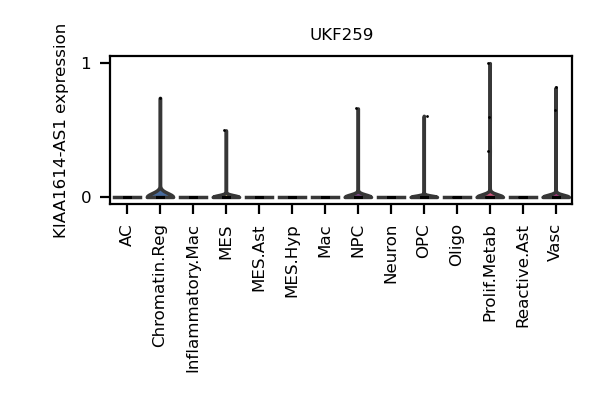 UKF259
KIAA1614-AS1 expression
1
0
AC
Chromatin.Reg
Inflammatory.Mac
MES
MES.Ast
MES.Hyp
Mac
NPC
Neuron
OPC
Oligo
Prolif.Metab
Reactive.Ast
Vasc